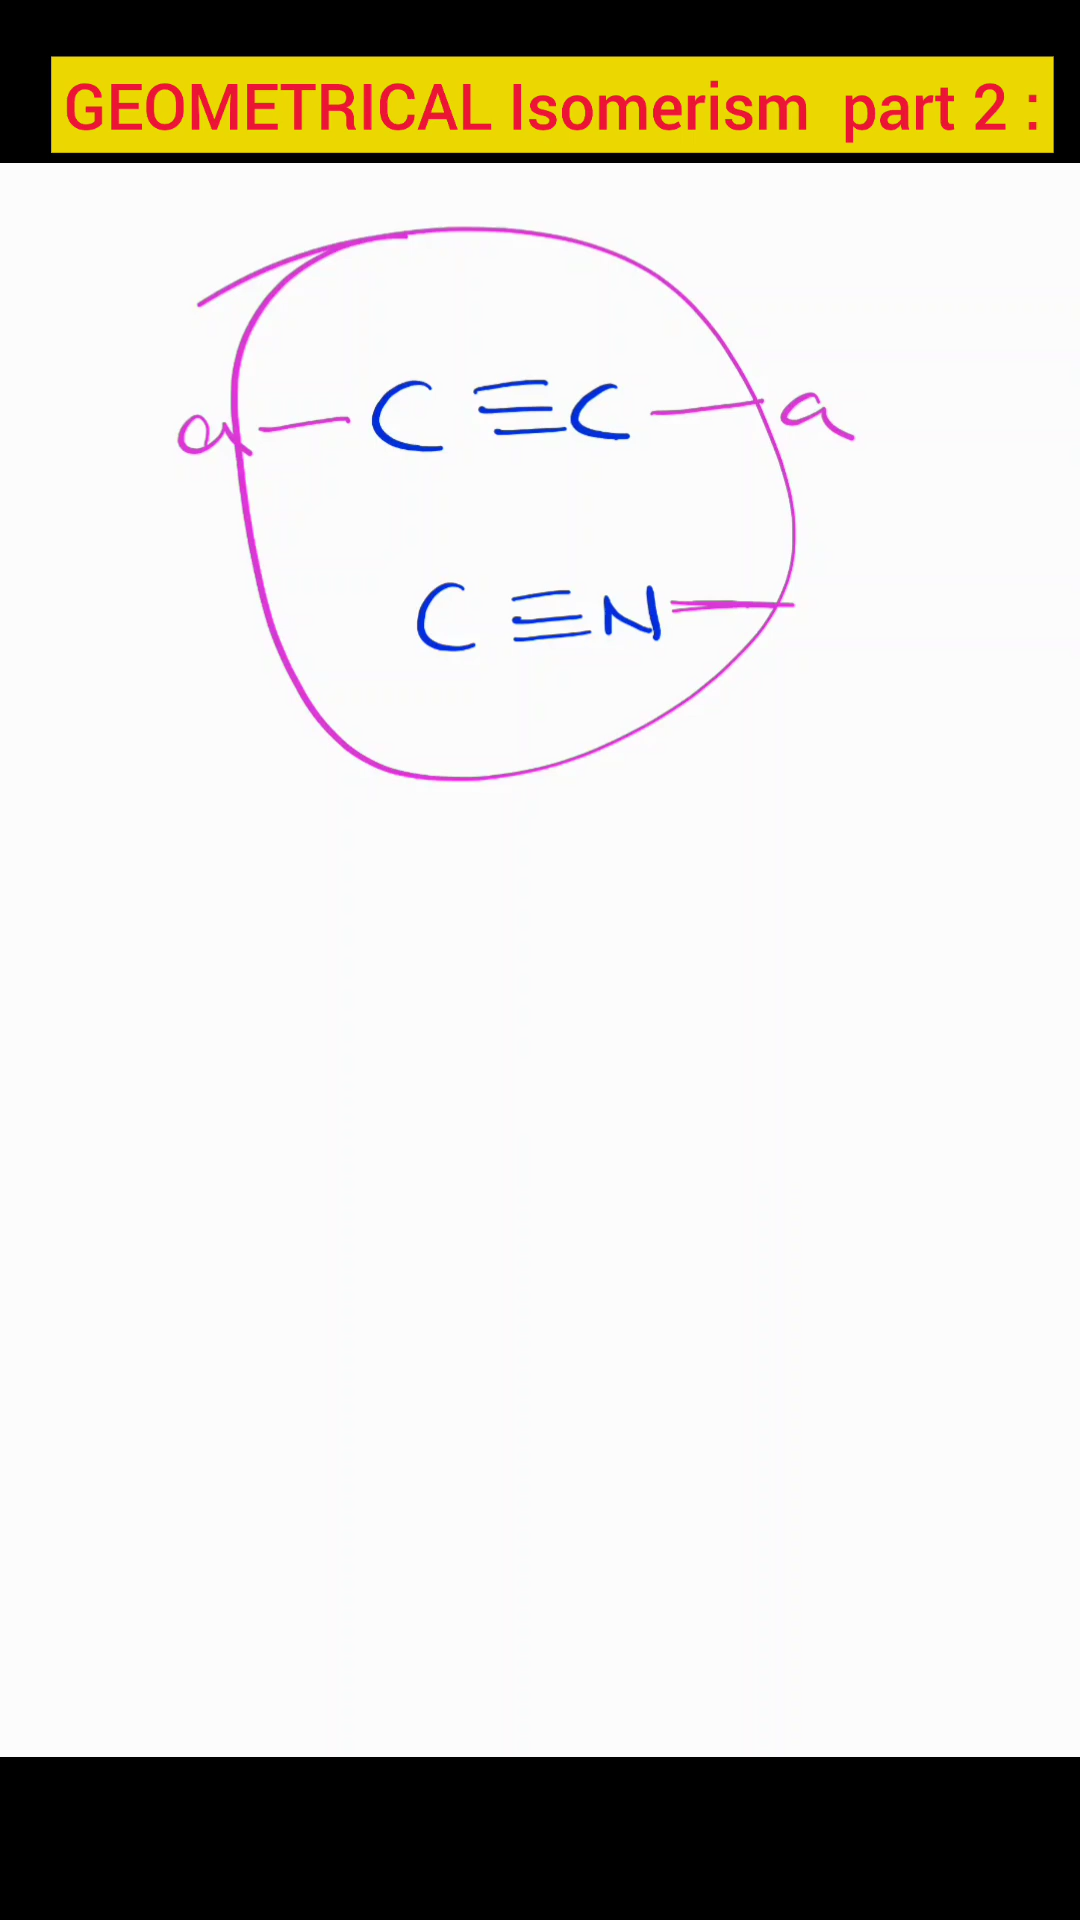 GEOMETRICAL Isomerism part 2 :
a — C ≡ C — a
C ≡ N —